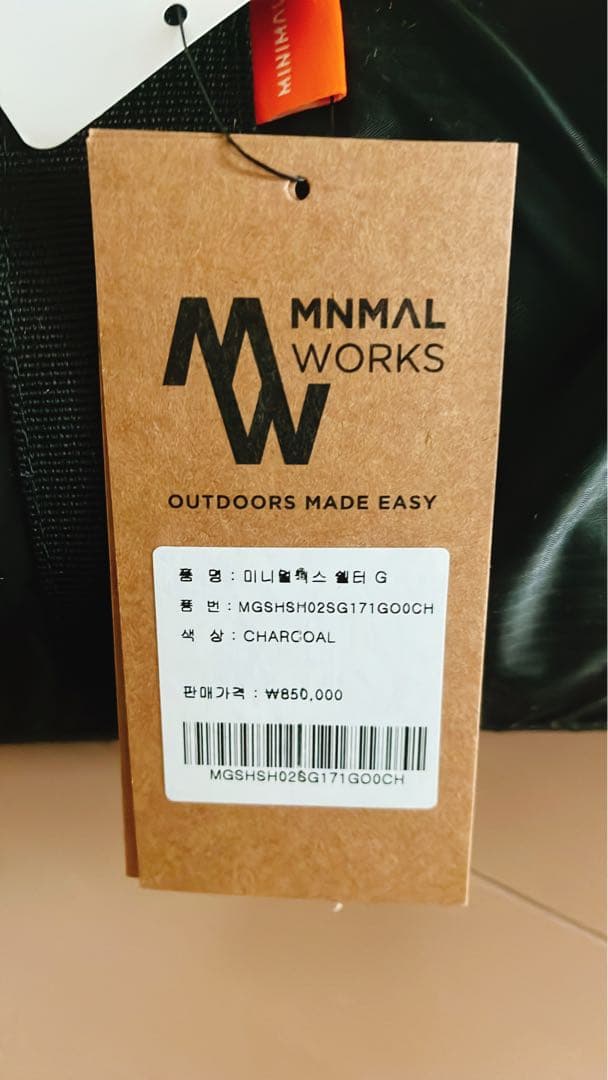 MINIMAL
MW
MNMAL
WORKS
OUTDOORS MADE EASY
품 명 : 미니멀웍스 쉘터 G
품 번 : MGSHSH02SG171GO0CH
색 상 : CHARCOAL
판매가격 : ₩850,000
MGSHSH02SG171GO0CH